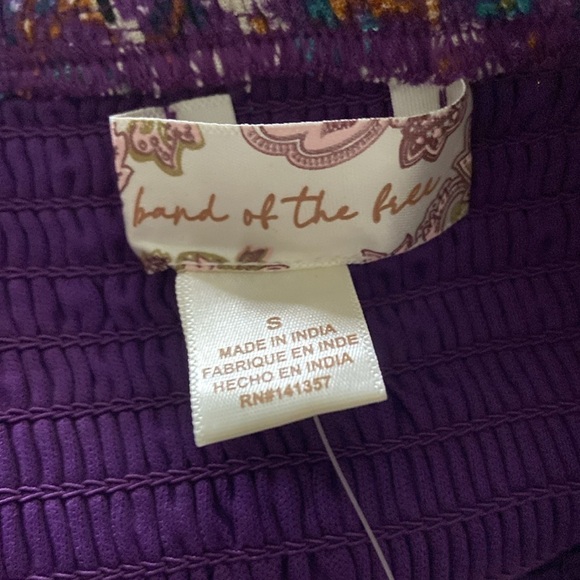 band of the free
S
MADE IN INDIA
FABRIQUE EN INDE
HECHO EN INDIA
RN#141357